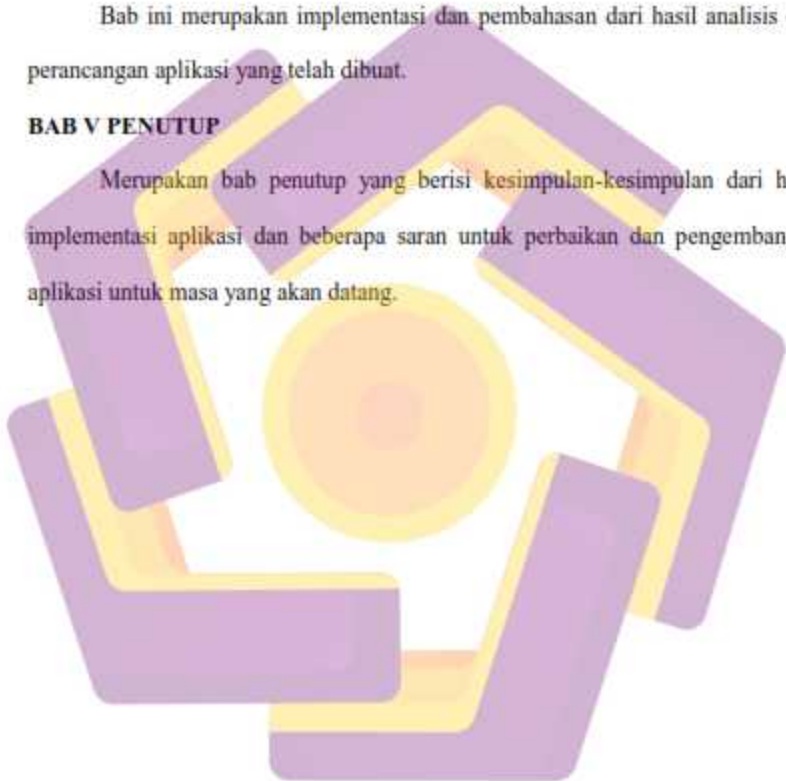 Bab ini merupakan implementasi dan pembahasan dari hasil analisis
perancangan aplikasi yang telah dibuat.
BAB V PENUTUP
Merupakan bab penutup yang berisi kesimpulan-kesimpulan dari h
implementasi aplikasi dan beberapa saran untuk perbaikan dan pengemban
aplikasi untuk masa yang akan datang.